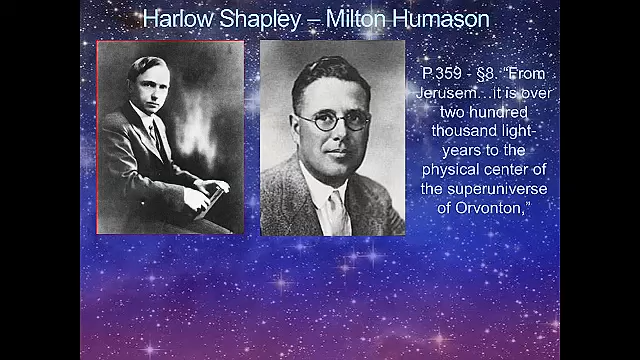 Harlow Shapley – Milton Humason
P.359 - §8. “From
Jerusem…it is over
two hundred
thousand light-
years to the
physical center of
the superuniverse
of Orvonton,”